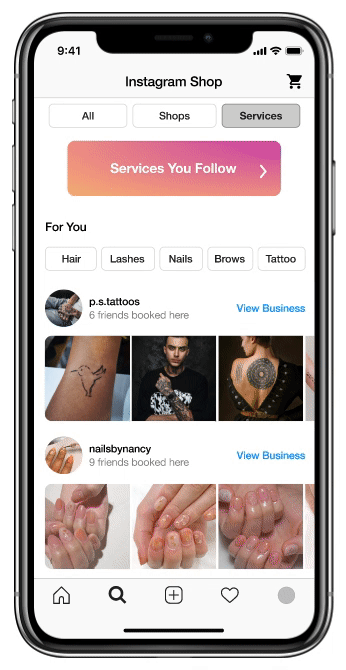 9:41
Instagram Shop
All
Shops
Services
Services You Follow
For You
Hair
Lashes
Nails
Brows
Tattoo
p.s.tattoos
6 friends booked here
View Business
nailsbynancy
9 friends booked here
View Business